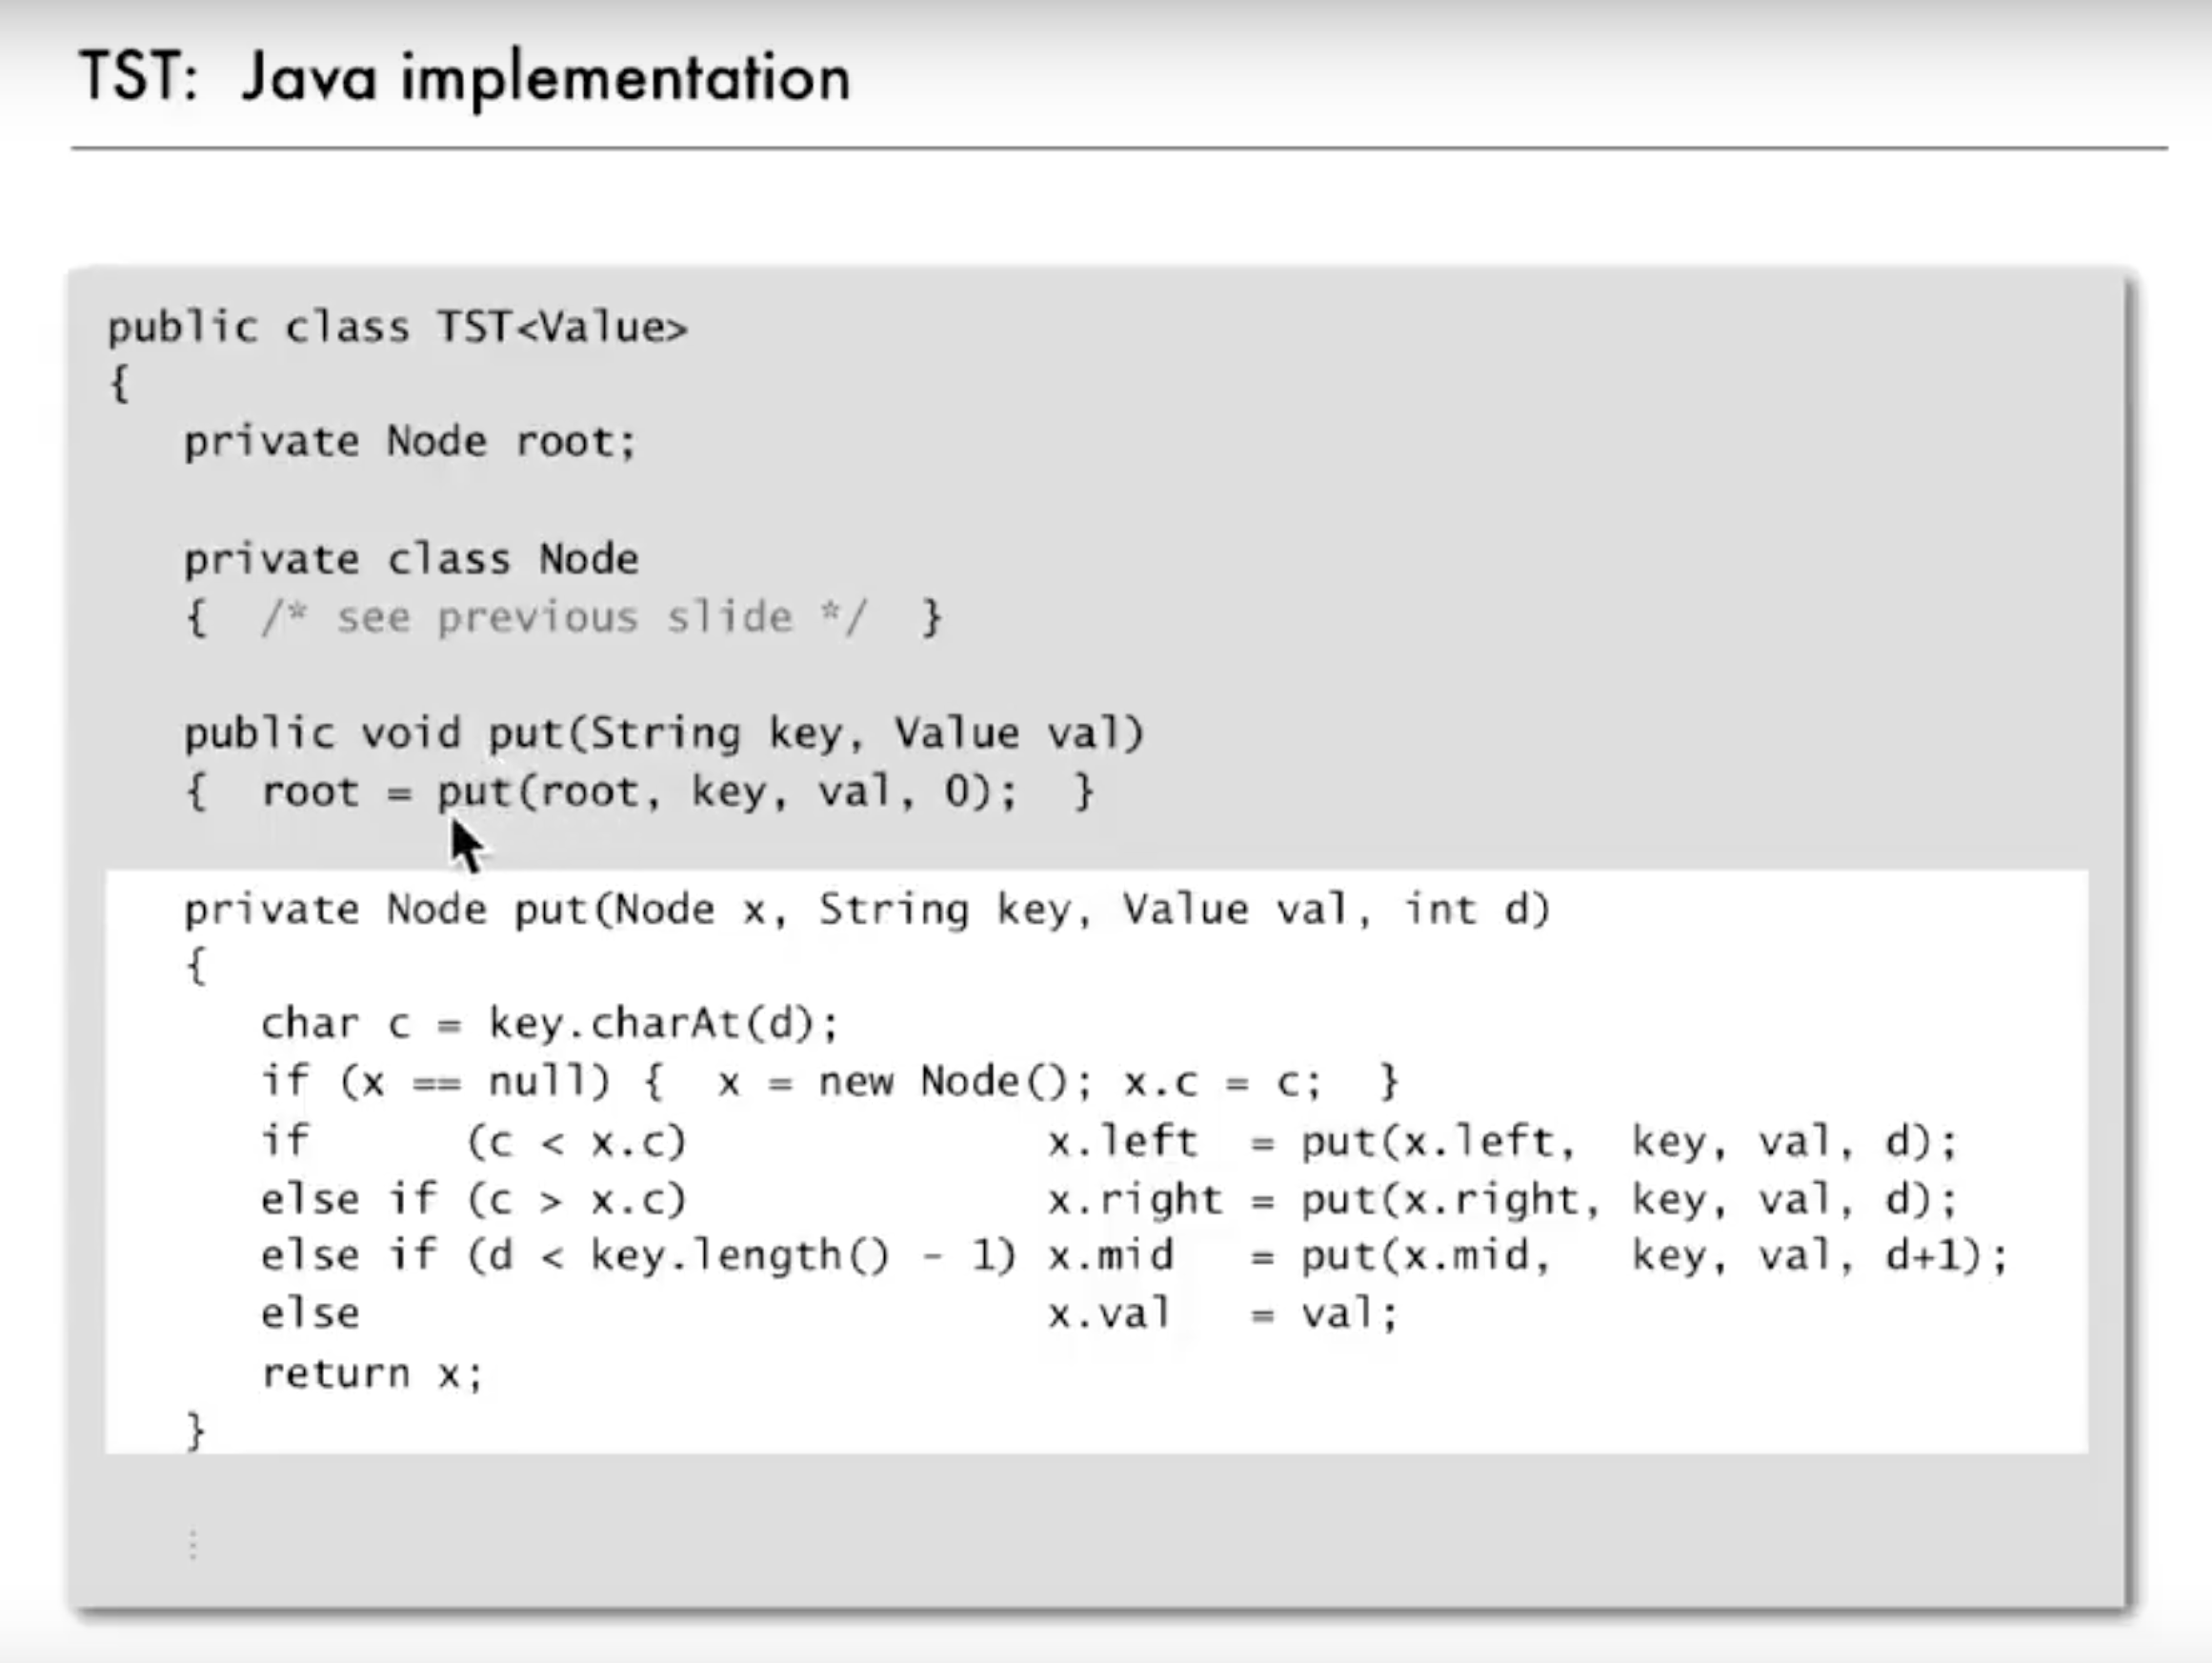 TST: Java implementation
public class TST<Value>
{
private Node root;
private class Node
{ /* see previous slide */ }
public void put(String key, Value val)
{ root = put(root, key, val, 0); }
private Node put(Node x, String key, Value val, int d)
{
char c = key.charAt(d);
if (x == null) { x = new Node(); x.c = c; }
if (c < x.c) x.left = put(x.left, key, val, d);
else if (c > x.c) x.right = put(x.right, key, val, d);
else if (d < key.length() - 1) x.mid = put(x.mid, key, val, d+1);
else x.val = val;
return x;
}
⋮